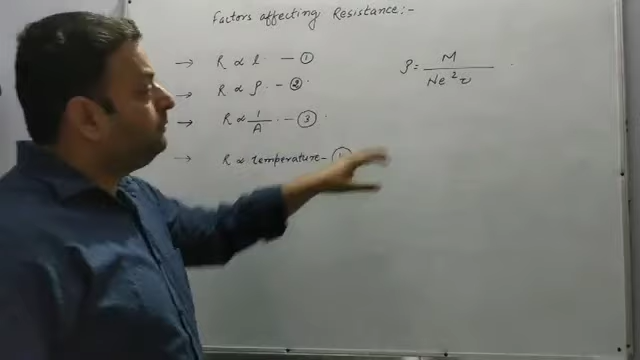 Factors affecting Resistance:-
→ R ∝ l. — ①
→ R ∝ ρ. — ②
→ R ∝ 1/A . — ③
→ R ∝ temperature —
ρ = M / Ne²τ